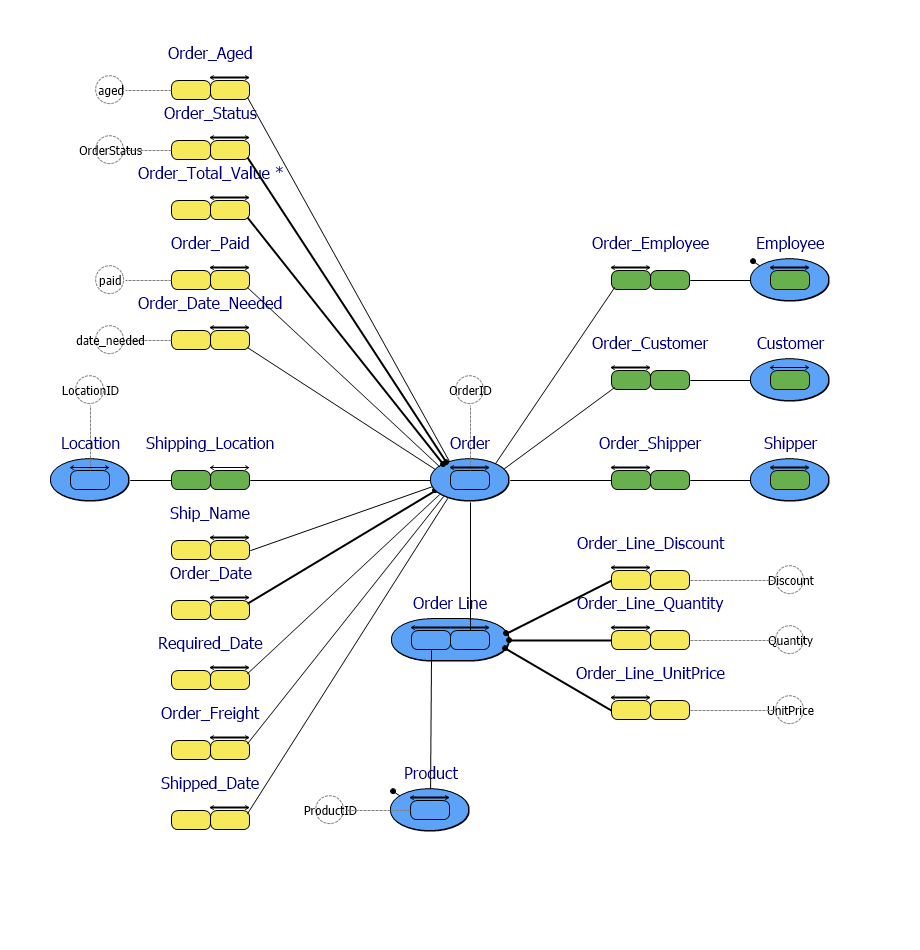 Order_Aged
aged
Order_Status
OrderStatus
Order_Total_Value *
Order_Paid
Order_Employee
Employee
paid
Order_Date_Needed
date_needed
Order_Customer
Customer
LocationID
OrderID
Location
Shipping_Location
Order
Order_Shipper
Shipper
Ship_Name
Order_Line_Discount
Order_Date
Discount
Order Line
Order_Line_Quantity
Required_Date
Quantity
Order_Line_UnitPrice
Order_Freight
UnitPrice
Product
Shipped_Date
ProductID